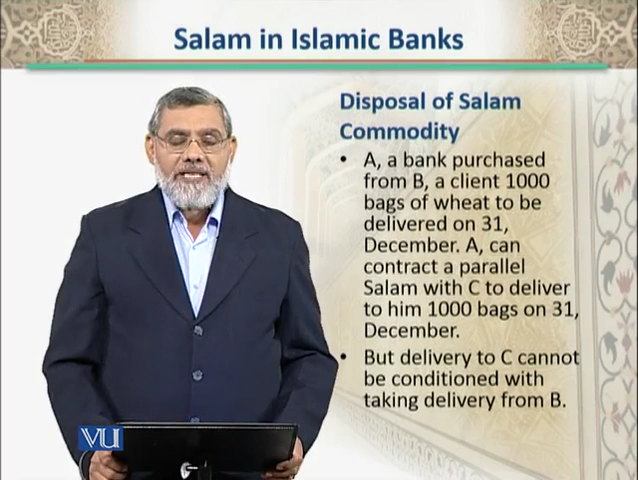 Salam in Islamic Banks
Disposal of Salam
Commodity
• A, a bank purchased
from B, a client 1000
bags of wheat to be
delivered on 31,
December. A, can
contract a parallel
Salam with C to deliver
to him 1000 bags on 31,
December.
• But delivery to C cannot
be conditioned with
taking delivery from B.
VU